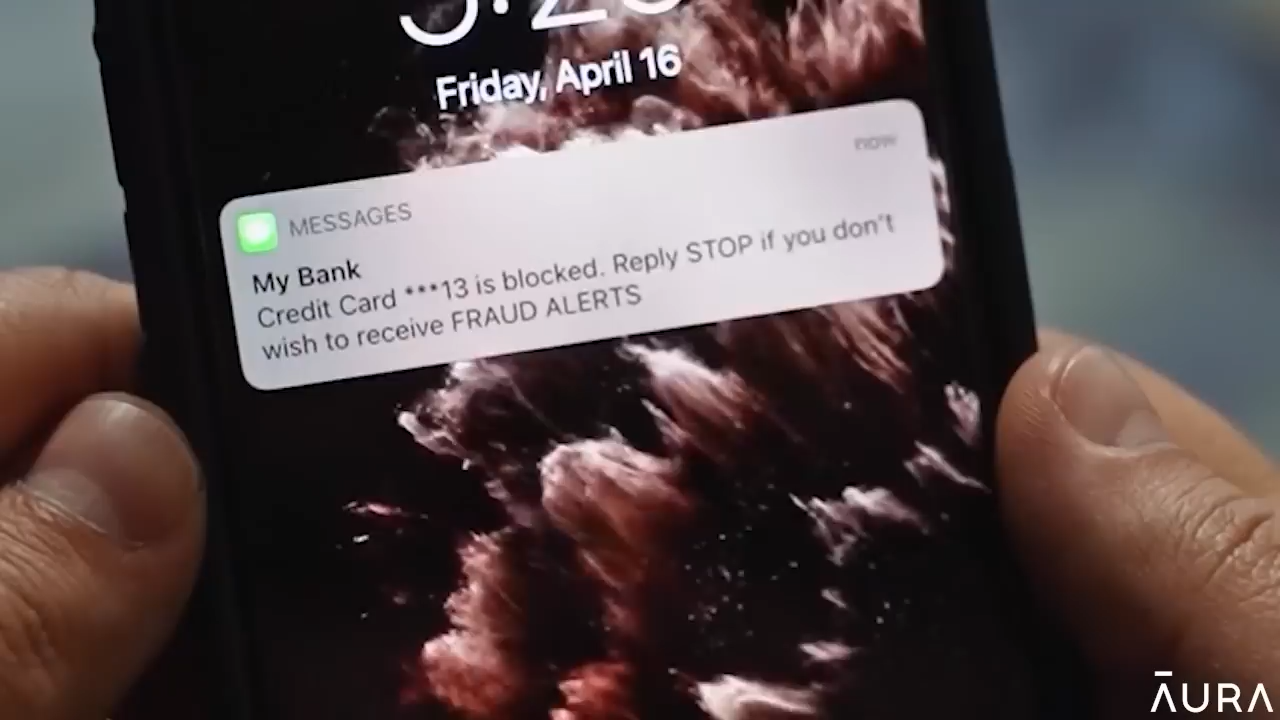 Friday, April 16
now
MESSAGES
My Bank
Credit Card ***13 is blocked. Reply STOP if you don't
wish to receive FRAUD ALERTS
ĀURA